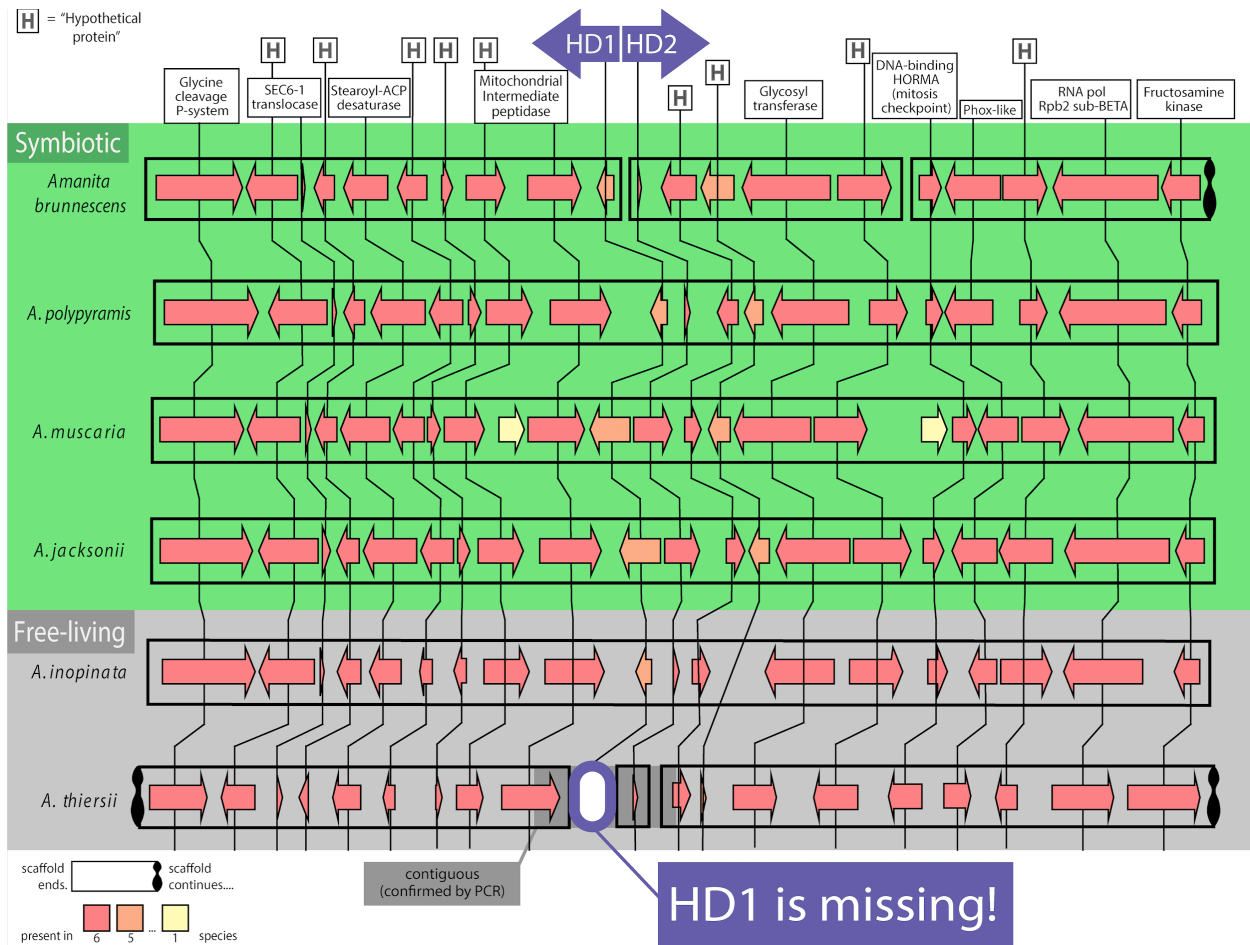 H = "Hypothetical
protein"
HD1 HD2
H H H H H H H H H
Glycine
cleavage
P-system
SEC6-1
translocase
Stearoyl-ACP
desaturase
Mitochondrial
Intermediate
peptidase
Glycosyl
transferase
DNA-binding
HORMA
(mitosis
checkpoint)
Phox-like
RNA pol
Rpb2 sub-BETA
Fructosamine
kinase
Symbiotic
Amanita
brunnescens
A. polypyramis
A. muscaria
A. jacksonii
Free-living
A. inopinata
A. thiersii
scaffold
ends.
scaffold
continues....
present in 6 5 ... 1 species
contiguous
(confirmed by PCR)
HD1 is missing!